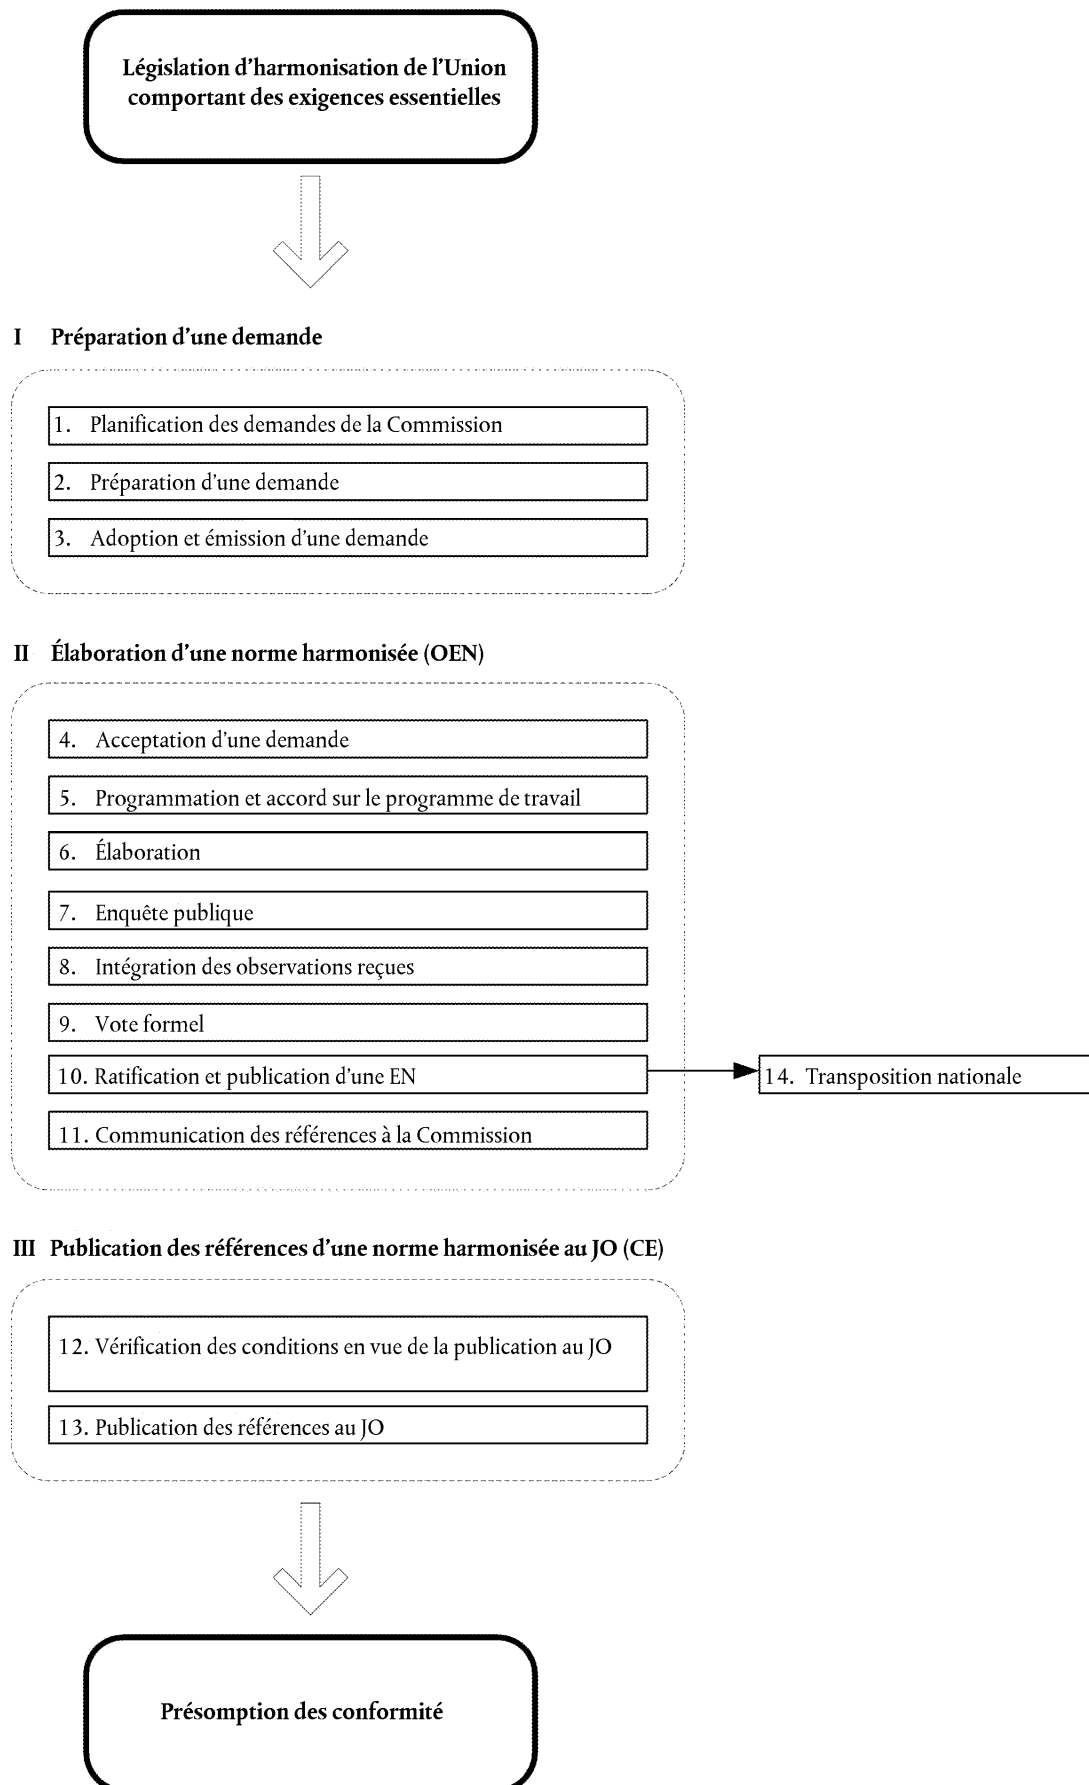 Législation d’harmonisation de l’Union
comportant des exigences essentielles
I Préparation d’une demande
1. Planification des demandes de la Commission
2. Préparation d’une demande
3. Adoption et émission d’une demande
II Élaboration d’une norme harmonisée (OEN)
4. Acceptation d’une demande
5. Programmation et accord sur le programme de travail
6. Élaboration
7. Enquête publique
8. Intégration des observations reçues
9. Vote formel
10. Ratification et publication d’une EN
14. Transposition nationale
11. Communication des références à la Commission
III Publication des références d’une norme harmonisée au JO (CE)
12. Vérification des conditions en vue de la publication au JO
13. Publication des références au JO
Présomption des conformité